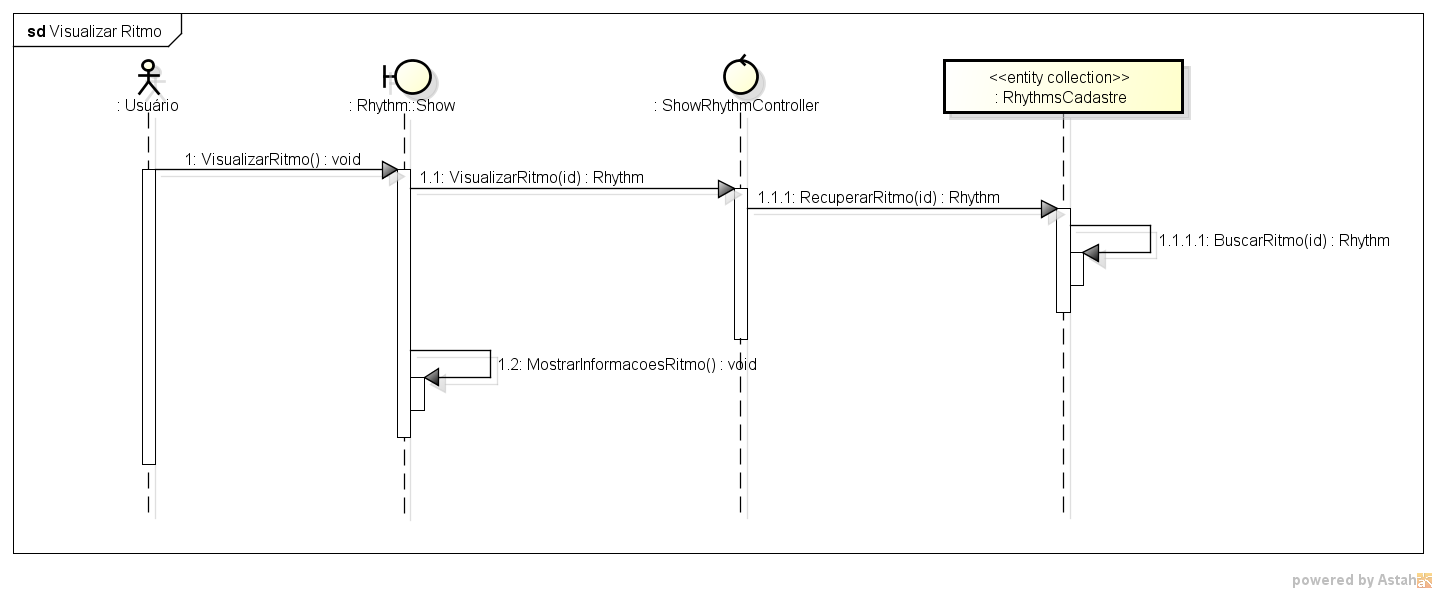 sd Visualizar Ritmo
: Usuário
: Rhythm::Show
: ShowRhythmController
<<entity collection>>
: RhythmsCadastre
1: VisualizarRitmo() : void
1.1: VisualizarRitmo(id) : Rhythm
1.1.1: RecuperarRitmo(id) : Rhythm
1.1.1.1: BuscarRitmo(id) : Rhythm
1.2: MostrarInformacoesRitmo() : void
powered by Astah